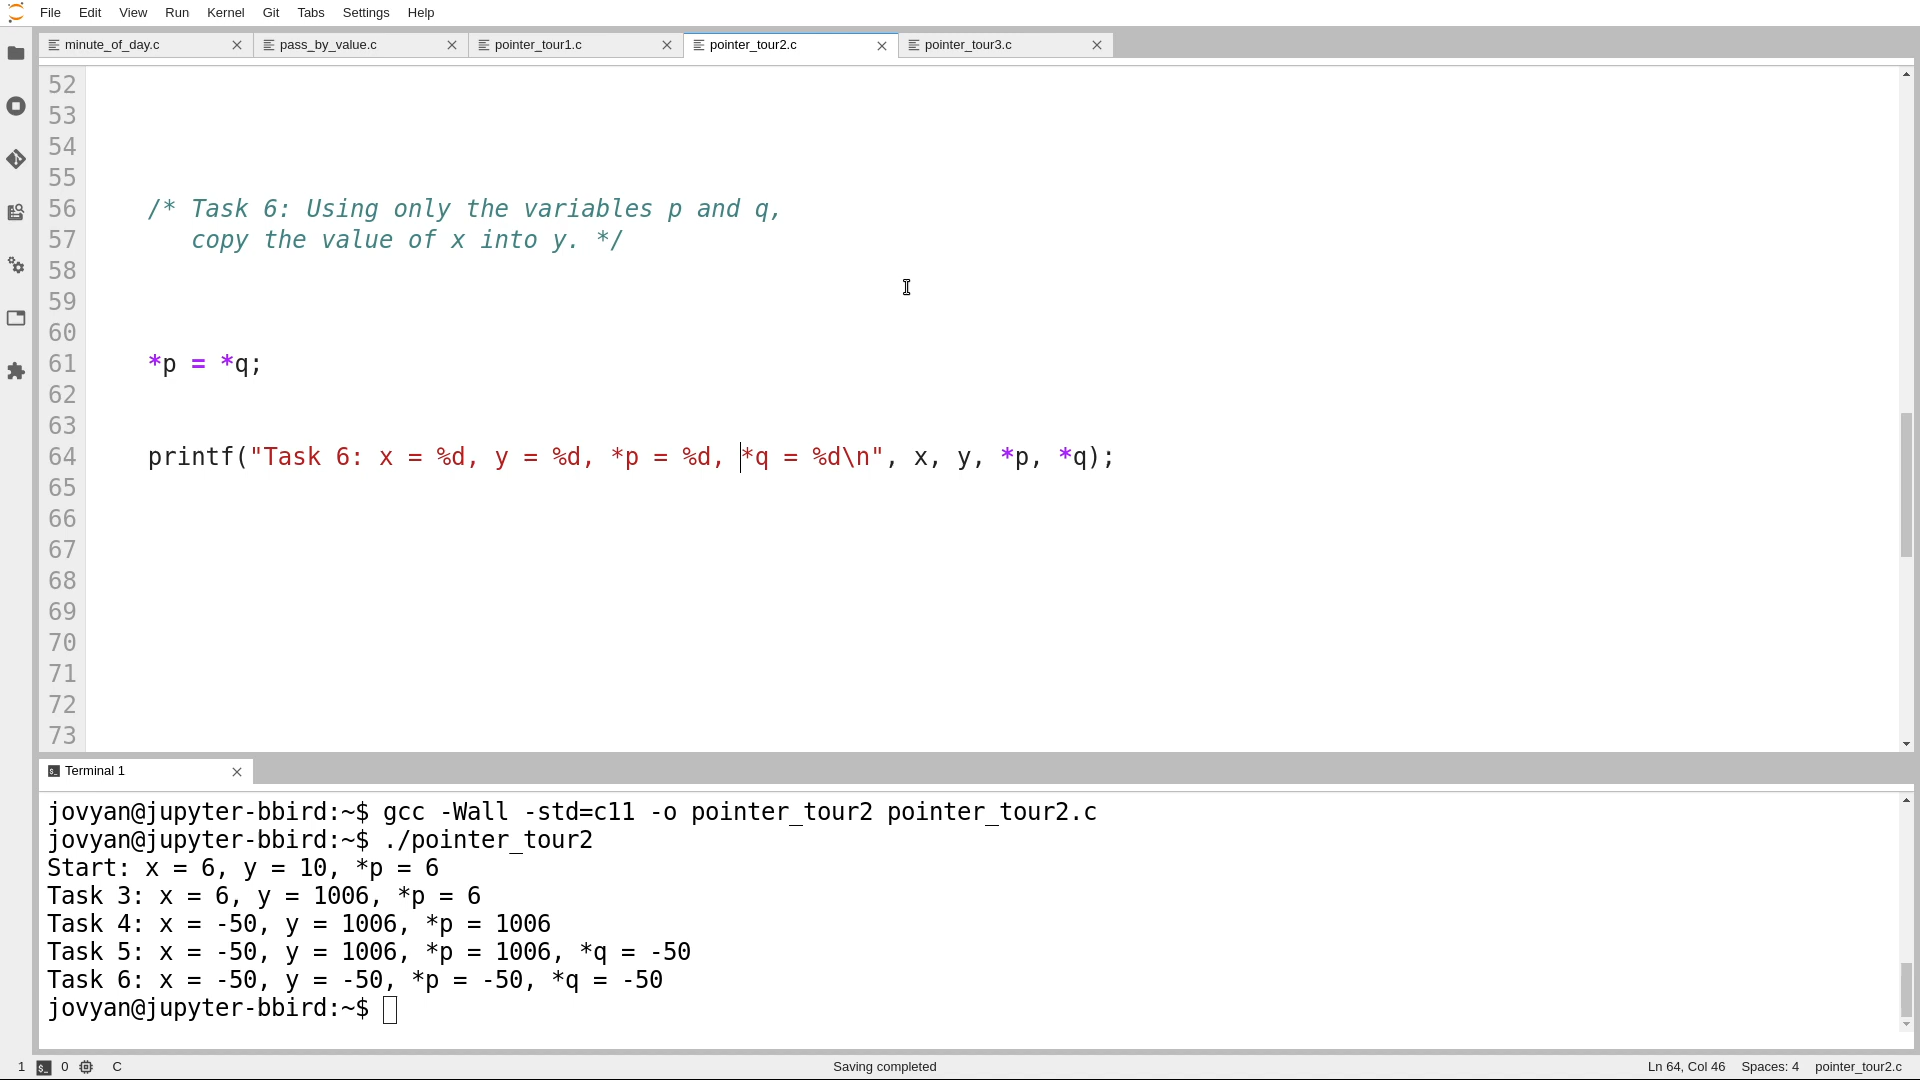 File Edit View Run Kernel Git Tabs Settings Help
minute_of_day.c pass_by_value.c pointer_tour1.c pointer_tour2.c pointer_tour3.c
52
53
54
55
56 /* Task 6: Using only the variables p and q,
57 copy the value of x into y. */
58
59
60
61 *p = *q;
62
63
64 printf("Task 6: x = %d, y = %d, *p = %d, *q = %d\n", x, y, *p, *q);
65
66
67
68
69
70
71
72
73
Terminal 1
jovyan@jupyter-bbird:~$ gcc -Wall -std=c11 -o pointer_tour2 pointer_tour2.c
jovyan@jupyter-bbird:~$ ./pointer_tour2
Start: x = 6, y = 10, *p = 6
Task 3: x = 6, y = 1006, *p = 6
Task 4: x = -50, y = 1006, *p = 1006
Task 5: x = -50, y = 1006, *p = 1006, *q = -50
Task 6: x = -50, y = -50, *p = -50, *q = -50
jovyan@jupyter-bbird:~$
1 $_ 0 C Saving completed Ln 64, Col 46 Spaces: 4 pointer_tour2.c